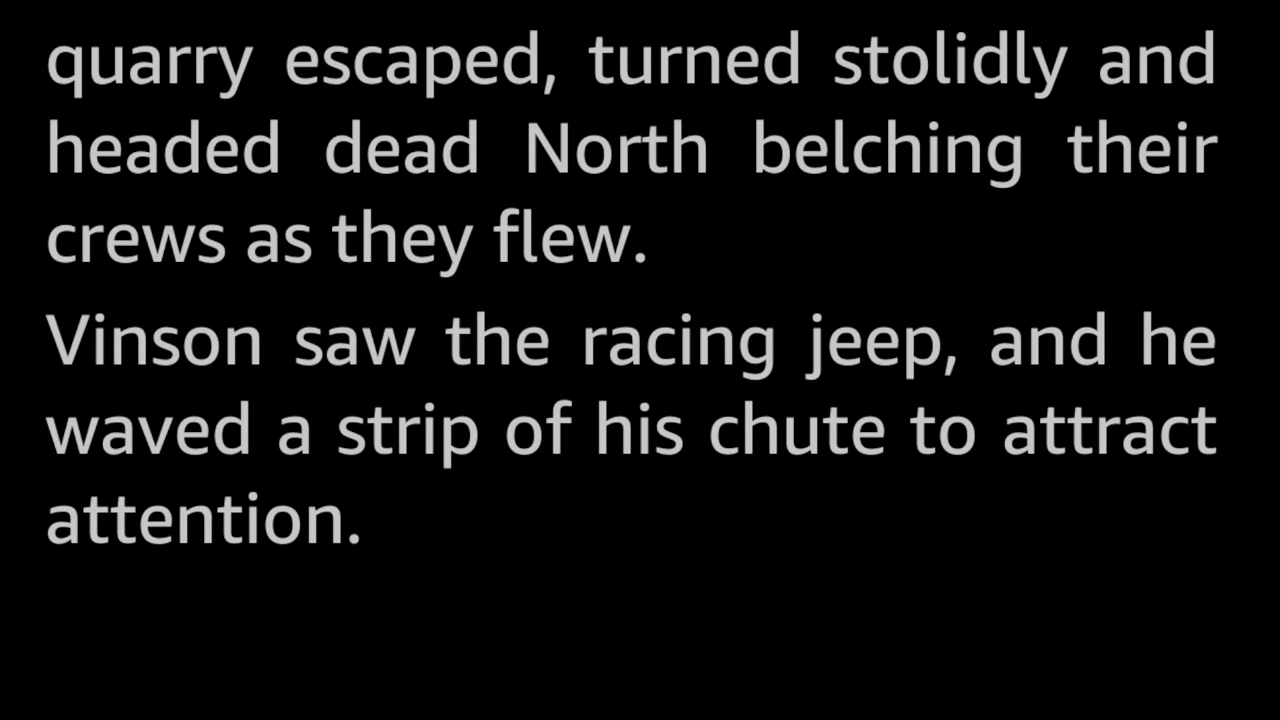 quarry escaped, turned stolidly and
headed dead North belching their
crews as they flew.
Vinson saw the racing jeep, and he
waved a strip of his chute to attract
attention.